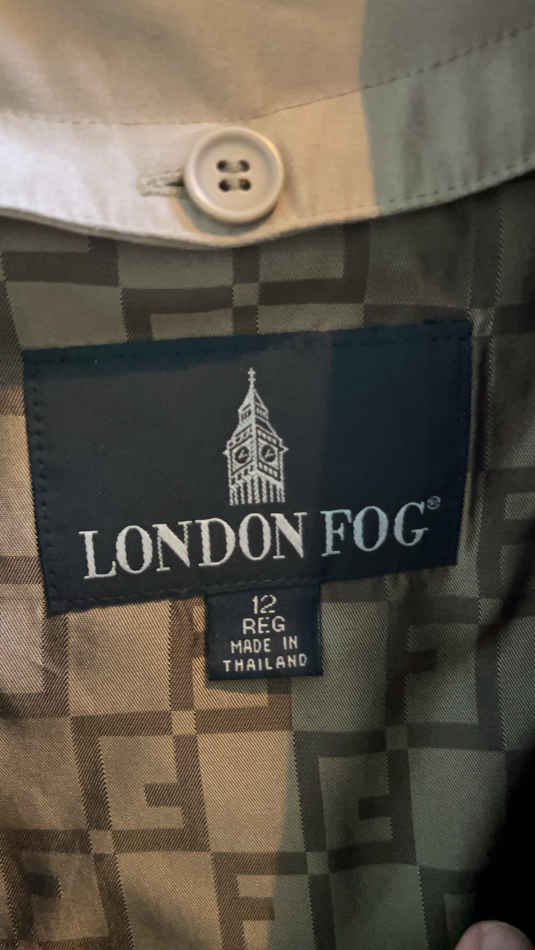 LONDON FOG®
12
REG
MADE IN
THAILAND